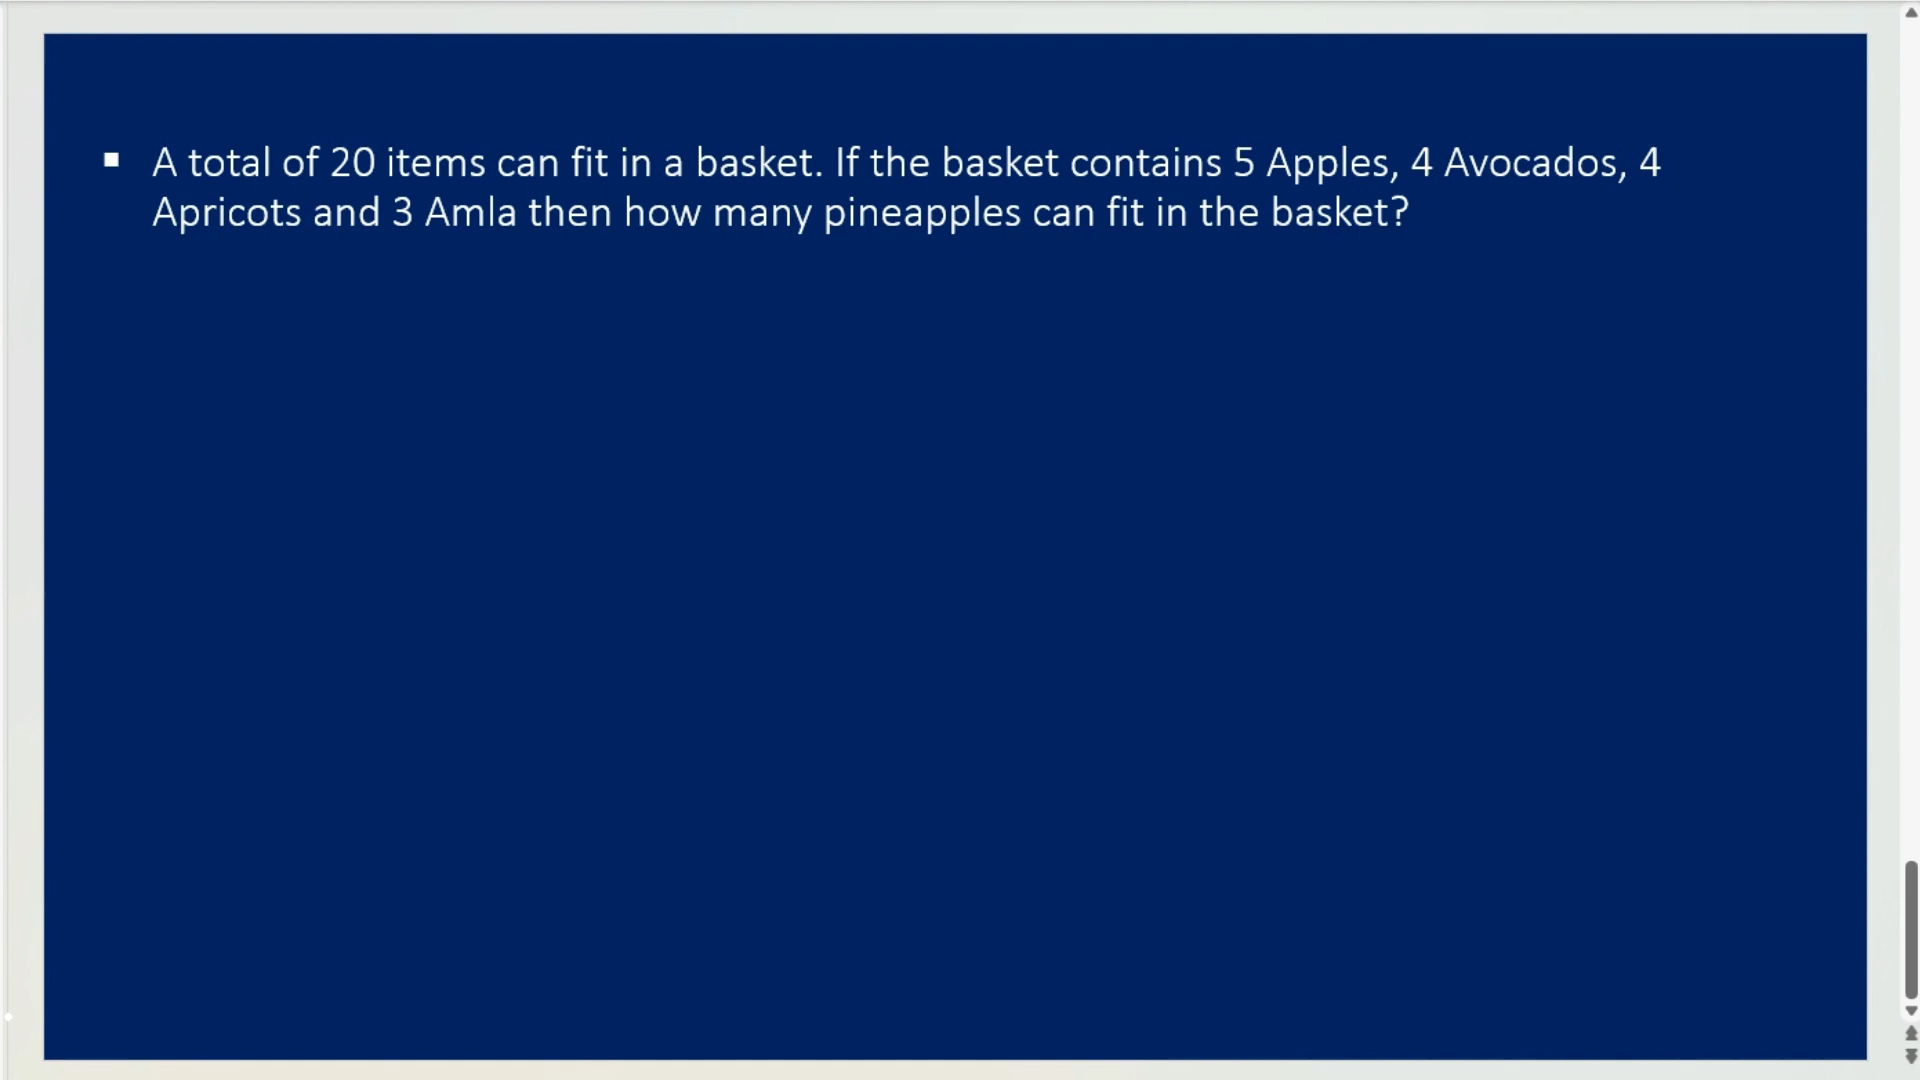 ▪ A total of 20 items can fit in a basket. If the basket contains 5 Apples, 4 Avocados, 4
Apricots and 3 Amla then how many pineapples can fit in the basket?